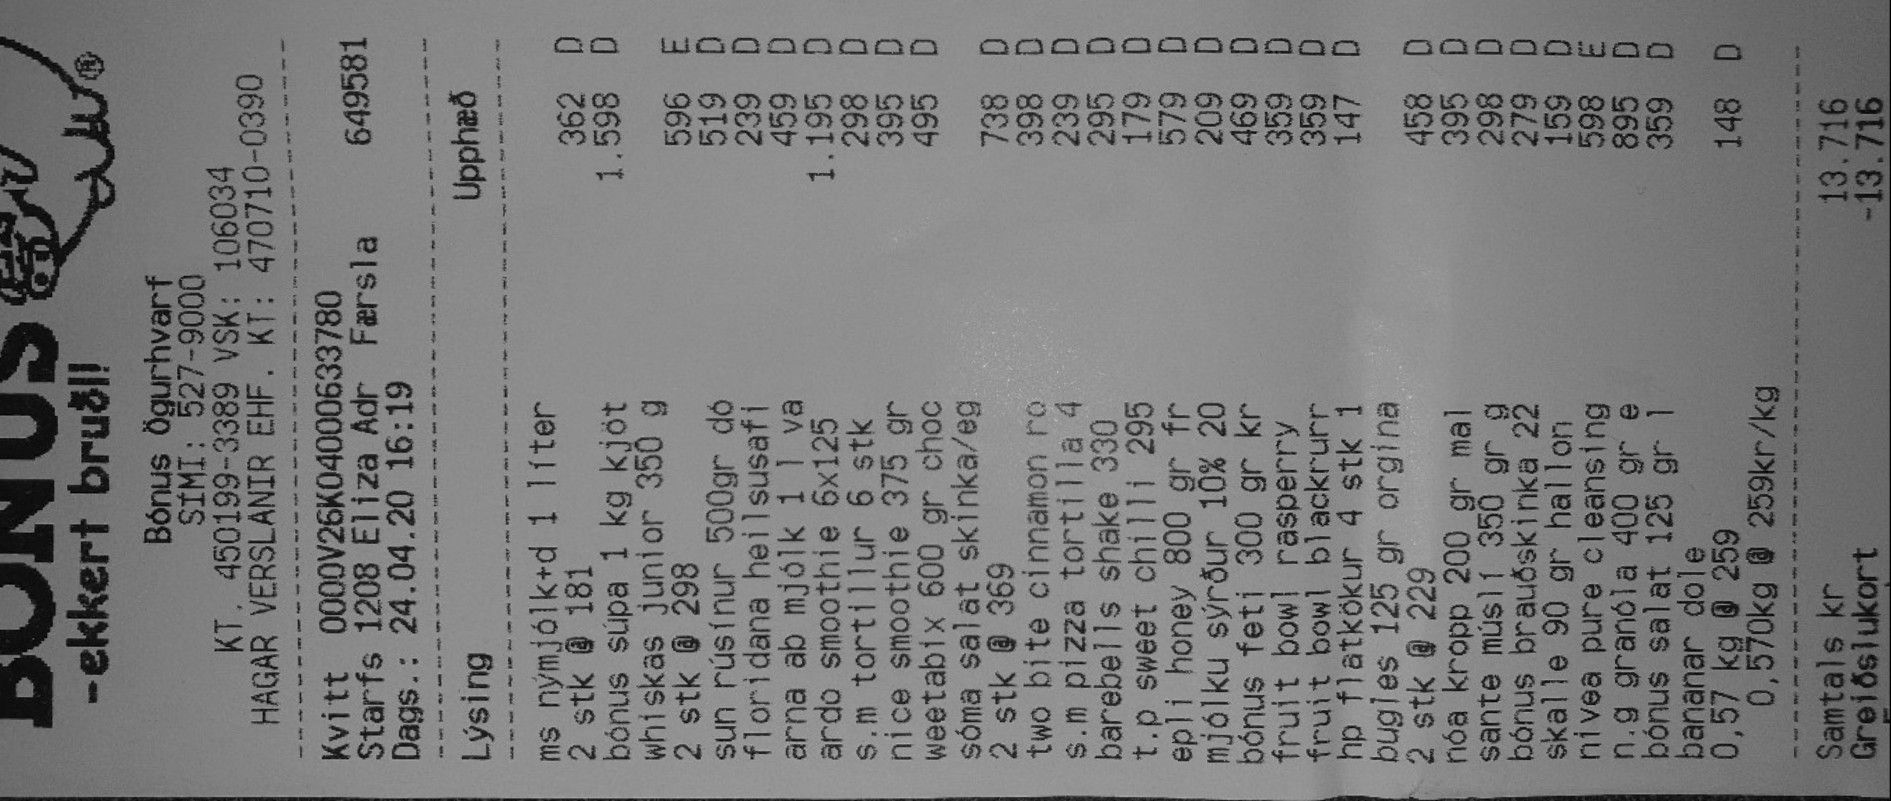 BÓNUS
-ekkert bruðl!
®
Bónus Ögurhvarf
SÍMI: 527-9000
KT. 450199-3389 VSK: 106034
HAGAR VERSLANIR EHF. KT: 470710-0390
Kvitt 0000V26K04000633780
Starfs 1208 Eliza Adr Færsla 649581
Dags.: 24.04.20 16:19
Lýsing Upphæð
ms nýmjólk+d 1 líter
2 stk @ 181 362 D
bónus súpa 1 kg kjöt 1.598 D
whiskas junior 350 g
2 stk @ 298 596 E
sun rúsínur 500gr dó 519 D
floridana heilsusafi 239 D
arna ab mjólk 1 l va 459 D
ardo smoothie 6x125 1.195 D
s.m tortillur 6 stk 298 D
nice smoothie 375 gr 395 D
weetabix 600 gr choc 495 D
sóma salat skinka/eg
2 stk @ 369 738 D
two bite cinnamon ro 398 D
s.m pizza tortilla 4 239 D
barebells shake 330 295 D
t.p sweet chilli 295 179 D
epli honey 800 gr fr 579 D
mjólku sýrður 10% 20 209 D
bónus feti 300 gr kr 469 D
fruit bowl raspberry 359 D
fruit bowl blackrurr 359 D
hp flatkökur 4 stk 1 147 D
bugles 125 gr orgina
2 stk @ 229 458 D
nóa kropp 200 gr mal 395 D
sante múslí 350 gr g 298 D
bónus brauðskinka 22 279 D
skalle 90 gr hallon 159 D
nivea pure cleansing 598 E
n.g granóla 400 gr e 895 D
bónus salat 125 gr l 359 D
bananar dole
0,57 kg @ 259 148 D
0,570kg @ 259kr/kg
Samtals kr 13.716
Greiðslukort -13.716